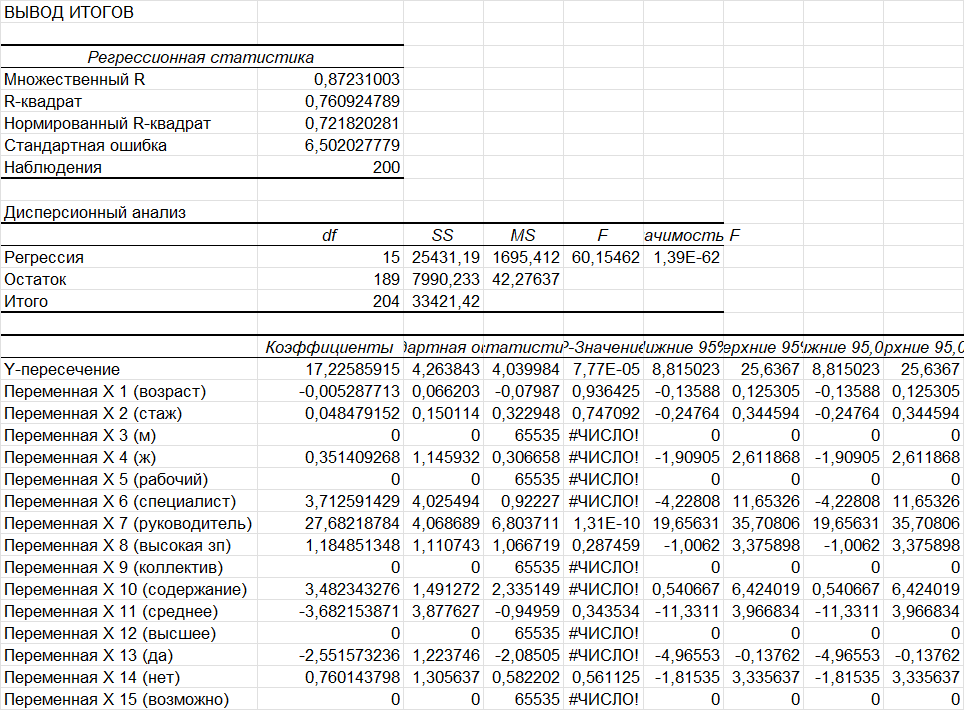 ВЫВОД ИТОГОВ
Регрессионная статистика
Множественный R 0,87231003
R-квадрат 0,760924789
Нормированный R-квадрат 0,721820281
Стандартная ошибка 6,502027779
Наблюдения 200
Дисперсионный анализ
df SS MS F ачимость F
Регрессия 15 25431,19 1695,412 60,15462 1,39E-62
Остаток 189 7990,233 42,27637
Итого 204 33421,42
Коэффициенты дартная о статисти Р-Значение ижние 95% ерхние 95% ижние 95,0 рхние 95,0
Y-пересечение 17,22585915 4,263843 4,039984 7,77E-05 8,815023 25,6367 8,815023 25,6367
Переменная X 1 (возраст) -0,005287713 0,066203 -0,07987 0,936425 -0,13588 0,125305 -0,13588 0,125305
Переменная X 2 (стаж) 0,048479152 0,150114 0,322948 0,747092 -0,24764 0,344594 -0,24764 0,344594
Переменная X 3 (м) 0 0 65535 #ЧИСЛО! 0 0 0 0
Переменная X 4 (ж) 0,351409268 1,145932 0,306658 #ЧИСЛО! -1,90905 2,611868 -1,90905 2,611868
Переменная X 5 (рабочий) 0 0 65535 #ЧИСЛО! 0 0 0 0
Переменная X 6 (специалист) 3,712591429 4,025494 0,92227 #ЧИСЛО! -4,22808 11,65326 -4,22808 11,65326
Переменная X 7 (руководитель) 27,68218784 4,068689 6,803711 1,31E-10 19,65631 35,70806 19,65631 35,70806
Переменная X 8 (высокая зп) 1,184851348 1,110743 1,066719 0,287459 -1,0062 3,375898 -1,0062 3,375898
Переменная X 9 (коллектив) 0 0 65535 #ЧИСЛО! 0 0 0 0
Переменная X 10 (содержание) 3,482343276 1,491272 2,335149 #ЧИСЛО! 0,540667 6,424019 0,540667 6,424019
Переменная X 11 (среднее) -3,682153871 3,877627 -0,94959 0,343534 -11,3311 3,966834 -11,3311 3,966834
Переменная X 12 (высшее) 0 0 65535 #ЧИСЛО! 0 0 0 0
Переменная X 13 (да) -2,551573236 1,223746 -2,08505 #ЧИСЛО! -4,96553 -0,13762 -4,96553 -0,13762
Переменная X 14 (нет) 0,760143798 1,305637 0,582202 0,561125 -1,81535 3,335637 -1,81535 3,335637
Переменная X 15 (возможно) 0 0 65535 #ЧИСЛО! 0 0 0 0